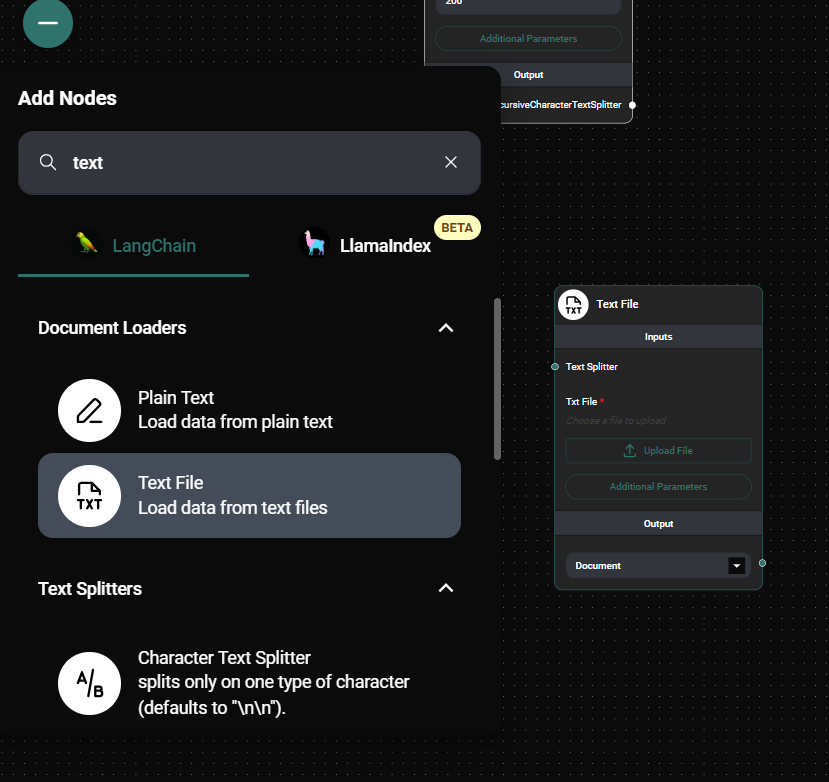 200
Additional Parameters
Output
cursiveCharacterTextSplitter
Add Nodes
text
LangChain
LlamaIndex
BETA
Document Loaders
Plain Text
Load data from plain text
TXT
Text File
Load data from text files
Text Splitters
A/B
Character Text Splitter
splits only on one type of character
(defaults to "\n\n").
TXT
Text File
Inputs
Text Splitter
Txt File *
Choose a file to upload
Upload File
Additional Parameters
Output
Document